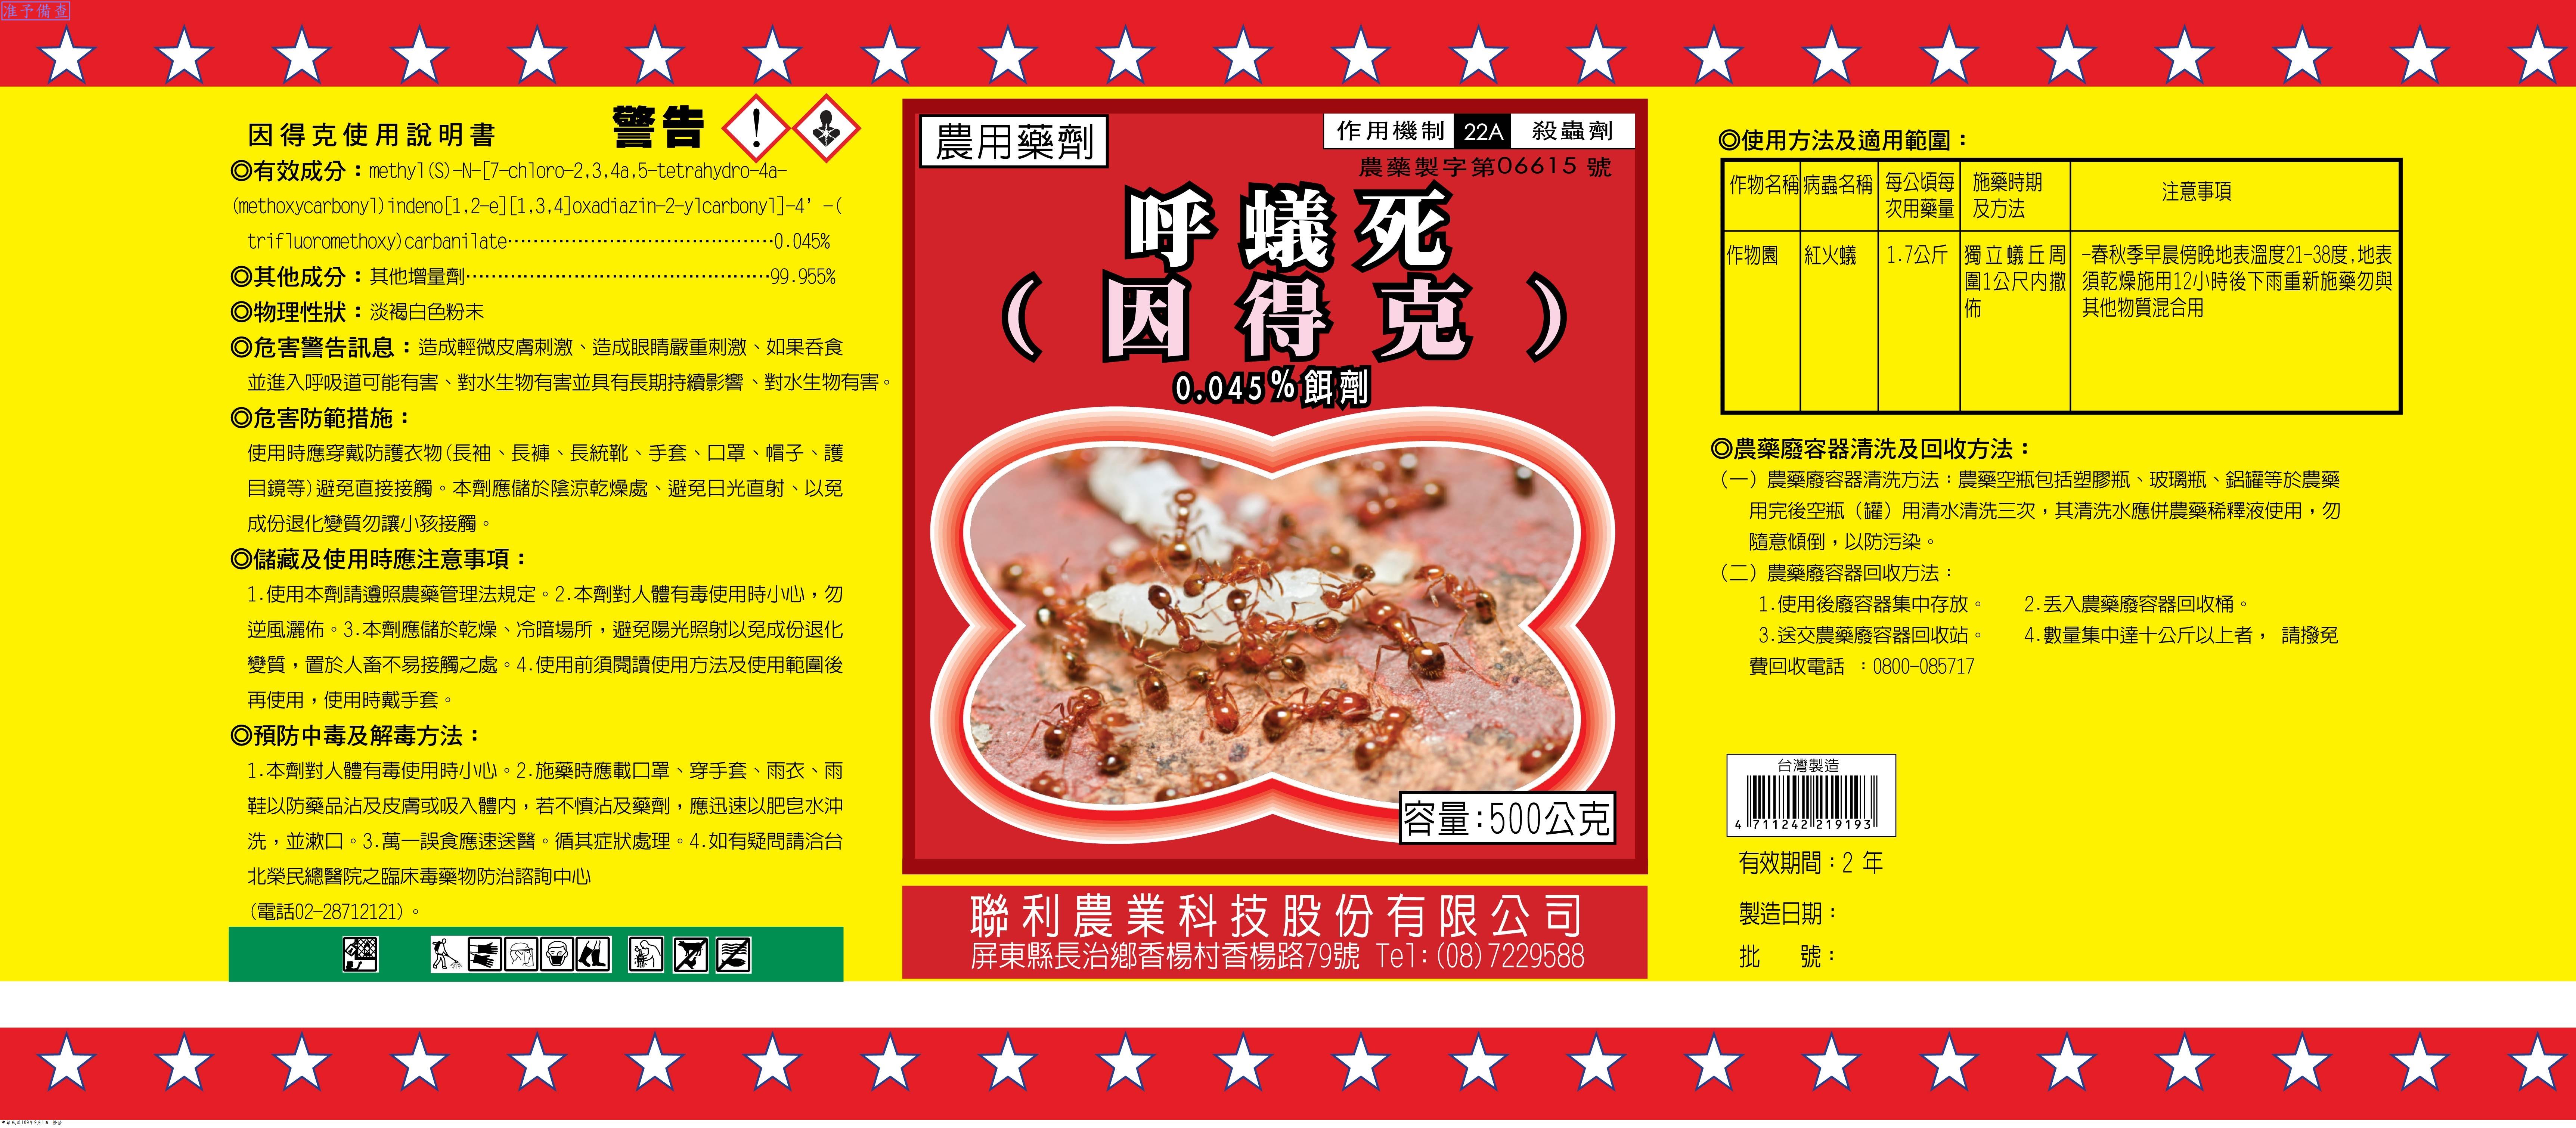 准予備查
因得克使用說明書
警告
◎有效成分：methyl(S)-N-[7-chloro-2,3,4a,5-tetrahydro-4a-
(methoxycarbonyl)indeno[1,2-e][1,3,4]oxadiazin-2-ylcarbonyl]-4’-(
trifluoromethoxy)carbanilate……………………………………0.045%
◎其他成分：其他增量劑…………………………………………99.955%
◎物理性狀：淡褐白色粉末
◎危害警告訊息：造成輕微皮膚刺激、造成眼睛嚴重刺激、如果吞食
並進入呼吸道可能有害、對水生物有害並具有長期持續影響、對水生物有害。
◎危害防範措施：
使用時應穿戴防護衣物(長袖、長褲、長統靴、手套、口罩、帽子、護
目鏡等)避免直接接觸。本劑應儲於陰涼乾燥處、避免日光直射、以免
成份退化變質勿讓小孩接觸。
◎儲藏及使用時應注意事項：
1.使用本劑請遵照農藥管理法規定。2.本劑對人體有毒使用時小心，勿
逆風灑佈。3.本劑應儲於乾燥、冷暗場所，避免陽光照射以免成份退化
變質，置於人畜不易接觸之處。4.使用前須閱讀使用方法及使用範圍後
再使用，使用時戴手套。
◎預防中毒及解毒方法：
1.本劑對人體有毒使用時小心。2.施藥時應載口罩、穿手套、雨衣、雨
鞋以防藥品沾及皮膚或吸入體內，若不慎沾及藥劑，應迅速以肥皂水沖
洗，並漱口。3.萬一誤食應速送醫。循其症狀處理。4.如有疑問請洽台
北榮民總醫院之臨床毒藥物防治諮詢中心
(電話02-28712121)。
農用藥劑
作用機制 22A 殺蟲劑
農藥製字第06615 號
呼蟻死
(因得克)
0.045%餌劑
容量:500公克
聯利農業科技股份有限公司
屏東縣長治鄉香楊村香楊路79號 Tel:(08)7229588
◎使用方法及適用範圍：
作物名稱 病蟲名稱 每公頃每 施藥時期 注意事項
次用藥量 及方法
作物園 紅火蟻 1.7公斤 獨立蟻丘周 -春秋季早晨傍晚地表溫度21-38度,地表
圍1公尺內撒 須乾燥施用12小時後下雨重新施藥勿與
佈 其他物質混合用
◎農藥廢容器清洗及回收方法：
（一）農藥廢容器清洗方法：農藥空瓶包括塑膠瓶、玻璃瓶、鋁罐等於農藥
用完後空瓶（罐）用清水清洗三次，其清洗水應併農藥稀釋液使用，勿
隨意傾倒，以防污染。
（二）農藥廢容器回收方法：
1.使用後廢容器集中存放。 2.丟入農藥廢容器回收桶。
3.送交農藥廢容器回收站。 4.數量集中達十公斤以上者， 請撥免
費回收電話 ：0800-085717
台灣製造
4 711242 219193
有效期間：2 年
製造日期：
批 號：